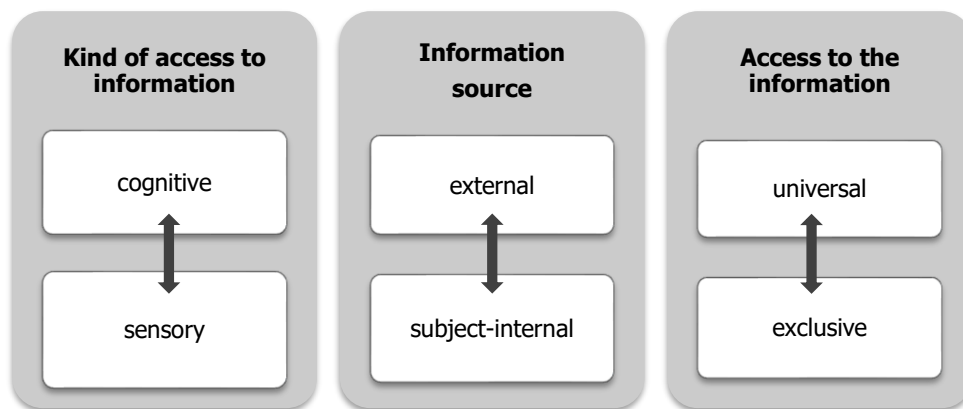 Kind of access to
information
cognitive
sensory
Information
source
external
subject-internal
Access to the
information
universal
exclusive